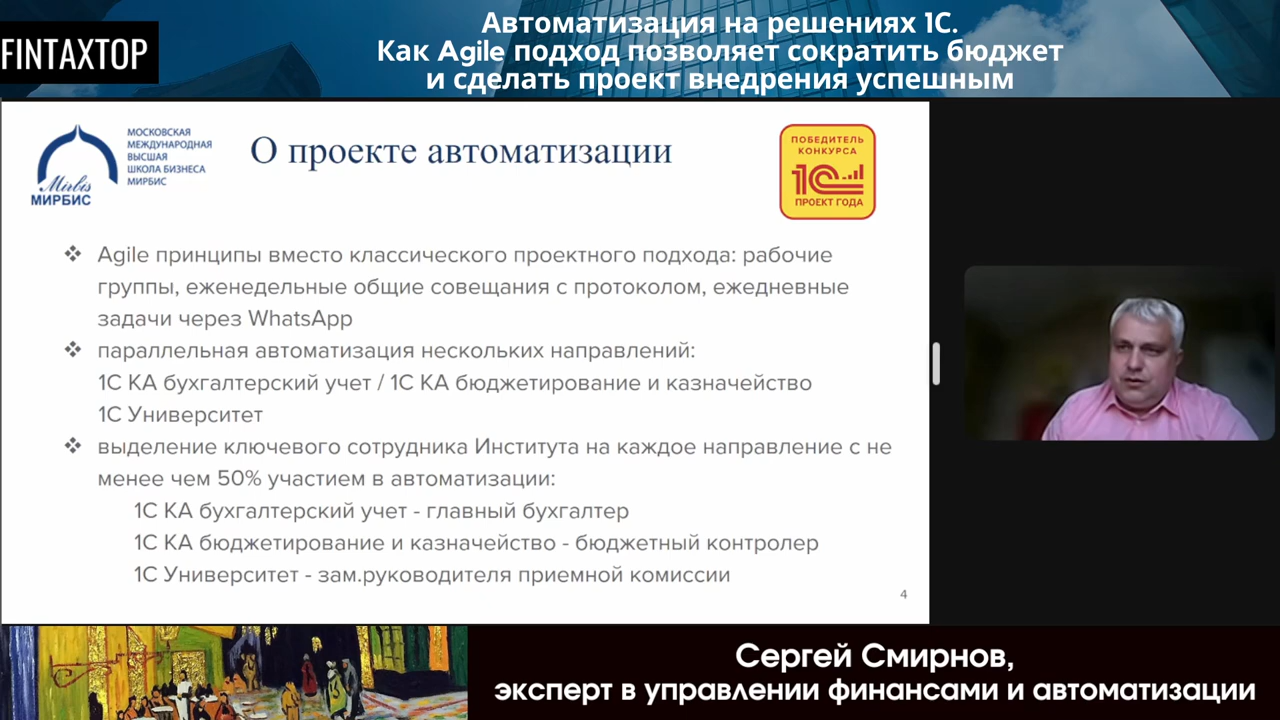 Автоматизация на решениях 1С.
Как Agile подход позволяет сократить бюджет
и сделать проект внедрения успешным
FINTAXTOP
МОСКОВСКАЯ
МЕЖДУНАРОДНАЯ
ВЫСШАЯ
ШКОЛА БИЗНЕСА
МИРБИС
Mirbis
МИРБИС
О проекте автоматизации
ПОБЕДИТЕЛЬ
КОНКУРСА
1С
ПРОЕКТ ГОДА
❖ Agile принципы вместо классического проектного подхода: рабочие
группы, еженедельные общие совещания с протоколом, ежедневные
задачи через WhatsApp
❖ параллельная автоматизация нескольких направлений:
1С КА бухгалтерский учет / 1С КА бюджетирование и казначейство
1С Университет
❖ выделение ключевого сотрудника Института на каждое направление с не
менее чем 50% участием в автоматизации:
1С КА бухгалтерский учет - главный бухгалтер
1С КА бюджетирование и казначейство - бюджетный контролер
1С Университет - зам.руководителя приемной комиссии
4
Сергей Смирнов,
эксперт в управлении финансами и автоматизации